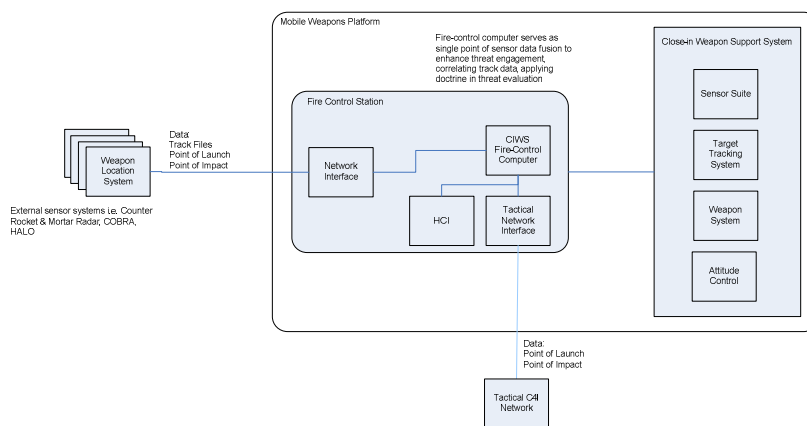 Mobile Weapons Platform
Fire-control computer serves as
single point of sensor data fusion to
enhance threat engagement,
correlating track data, applying
doctrine in threat evaluation
Close-in Weapon Support System
Sensor Suite
Target
Tracking
System
Weapon
System
Attitude
Control
Fire Control Station
CIWS
Fire-Control
Computer
Network
Interface
HCI
Tactical
Network
Interface
Data:
Track Files
Point of Launch
Point of Impact
Weapon
Location
System
External sensor systems i.e. Counter
Rocket & Mortar Radar, COBRA,
HALO
Data:
Point of Launch
Point of Impact
Tactical C4I
Network